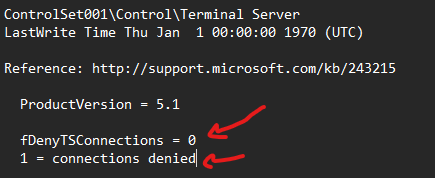 ControlSet001\Control\Terminal Server
LastWrite Time Thu Jan  1 00:00:00 1970 (UTC)
Reference: http://support.microsoft.com/kb/243215
ProductVersion = 5.1
fDenyTSConnections = 0
1 = connections denied